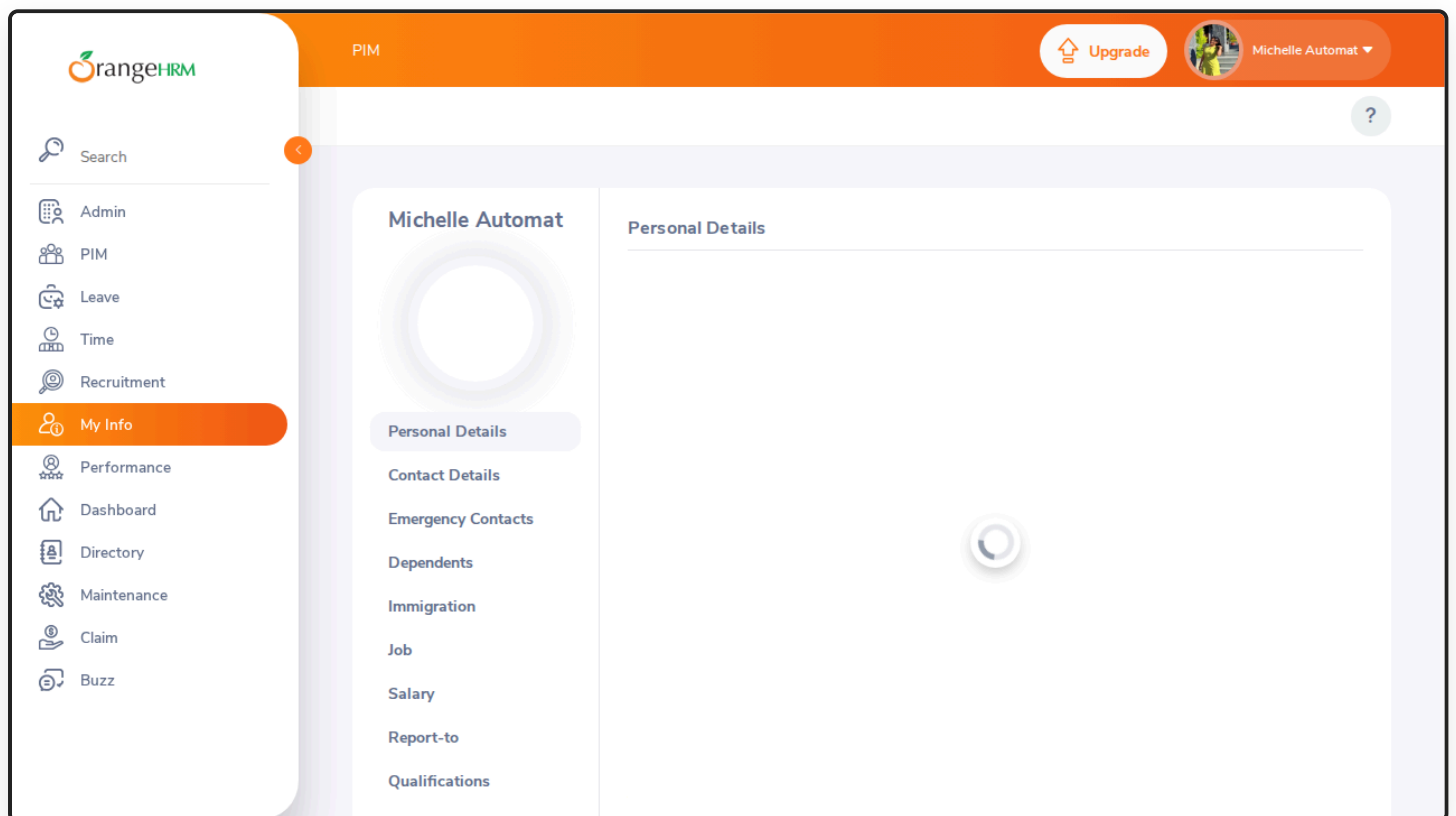 OrangeHRM
PIM
Upgrade
Michelle Automat
?
Search
Admin
PIM
Leave
Time
Recruitment
My Info
Performance
Dashboard
Directory
Maintenance
Claim
Buzz
Michelle Automat
Personal Details
Contact Details
Emergency Contacts
Dependents
Immigration
Job
Salary
Report-to
Qualifications
Personal Details